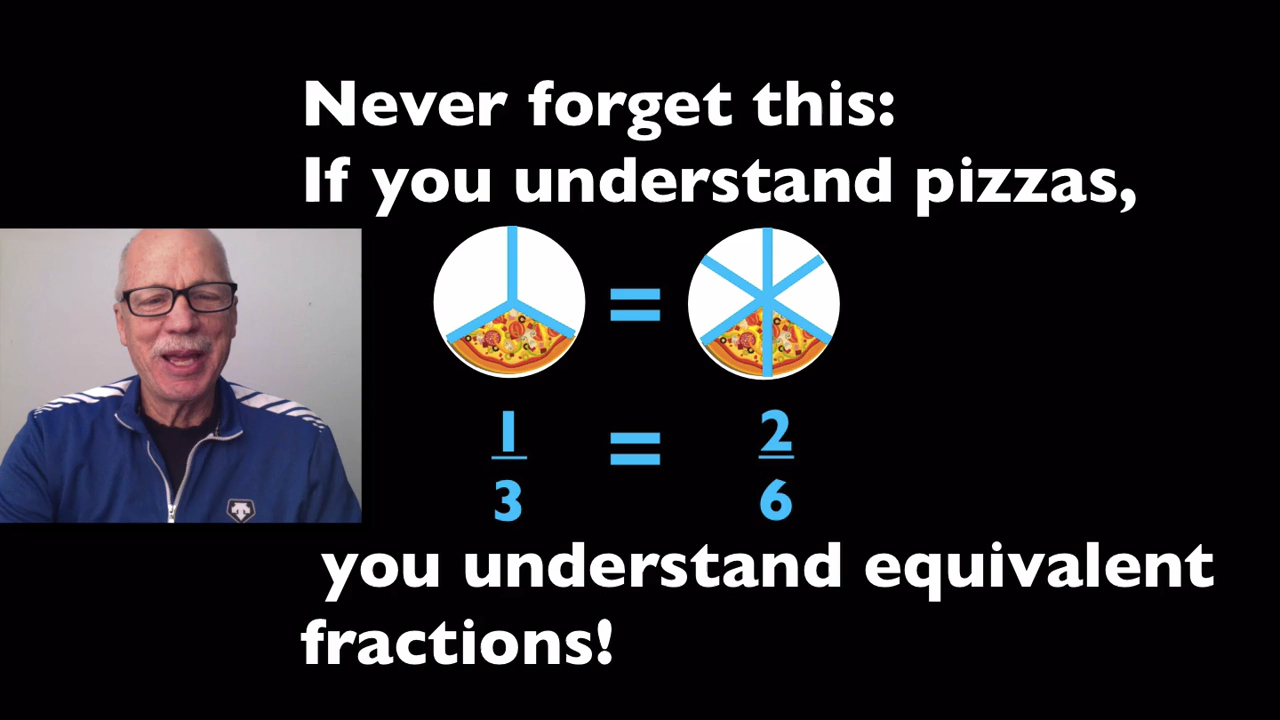 Never forget this:
If you understand pizzas,
=
1/3 = 2/6
you understand equivalent
fractions!